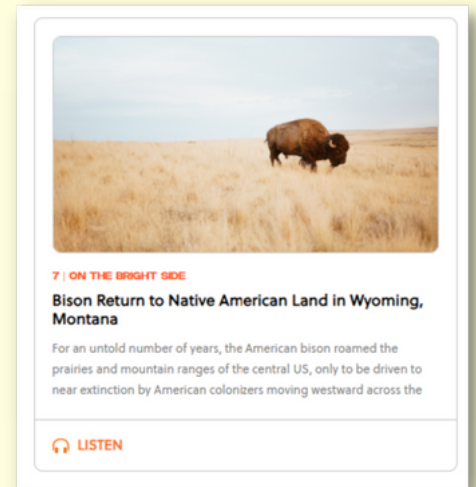 7 | ON THE BRIGHT SIDE
Bison Return to Native American Land in Wyoming,
Montana
For an untold number of years, the American bison roamed the
prairies and mountain ranges of the central US, only to be driven to
near extinction by American colonizers moving westward across the
LISTEN